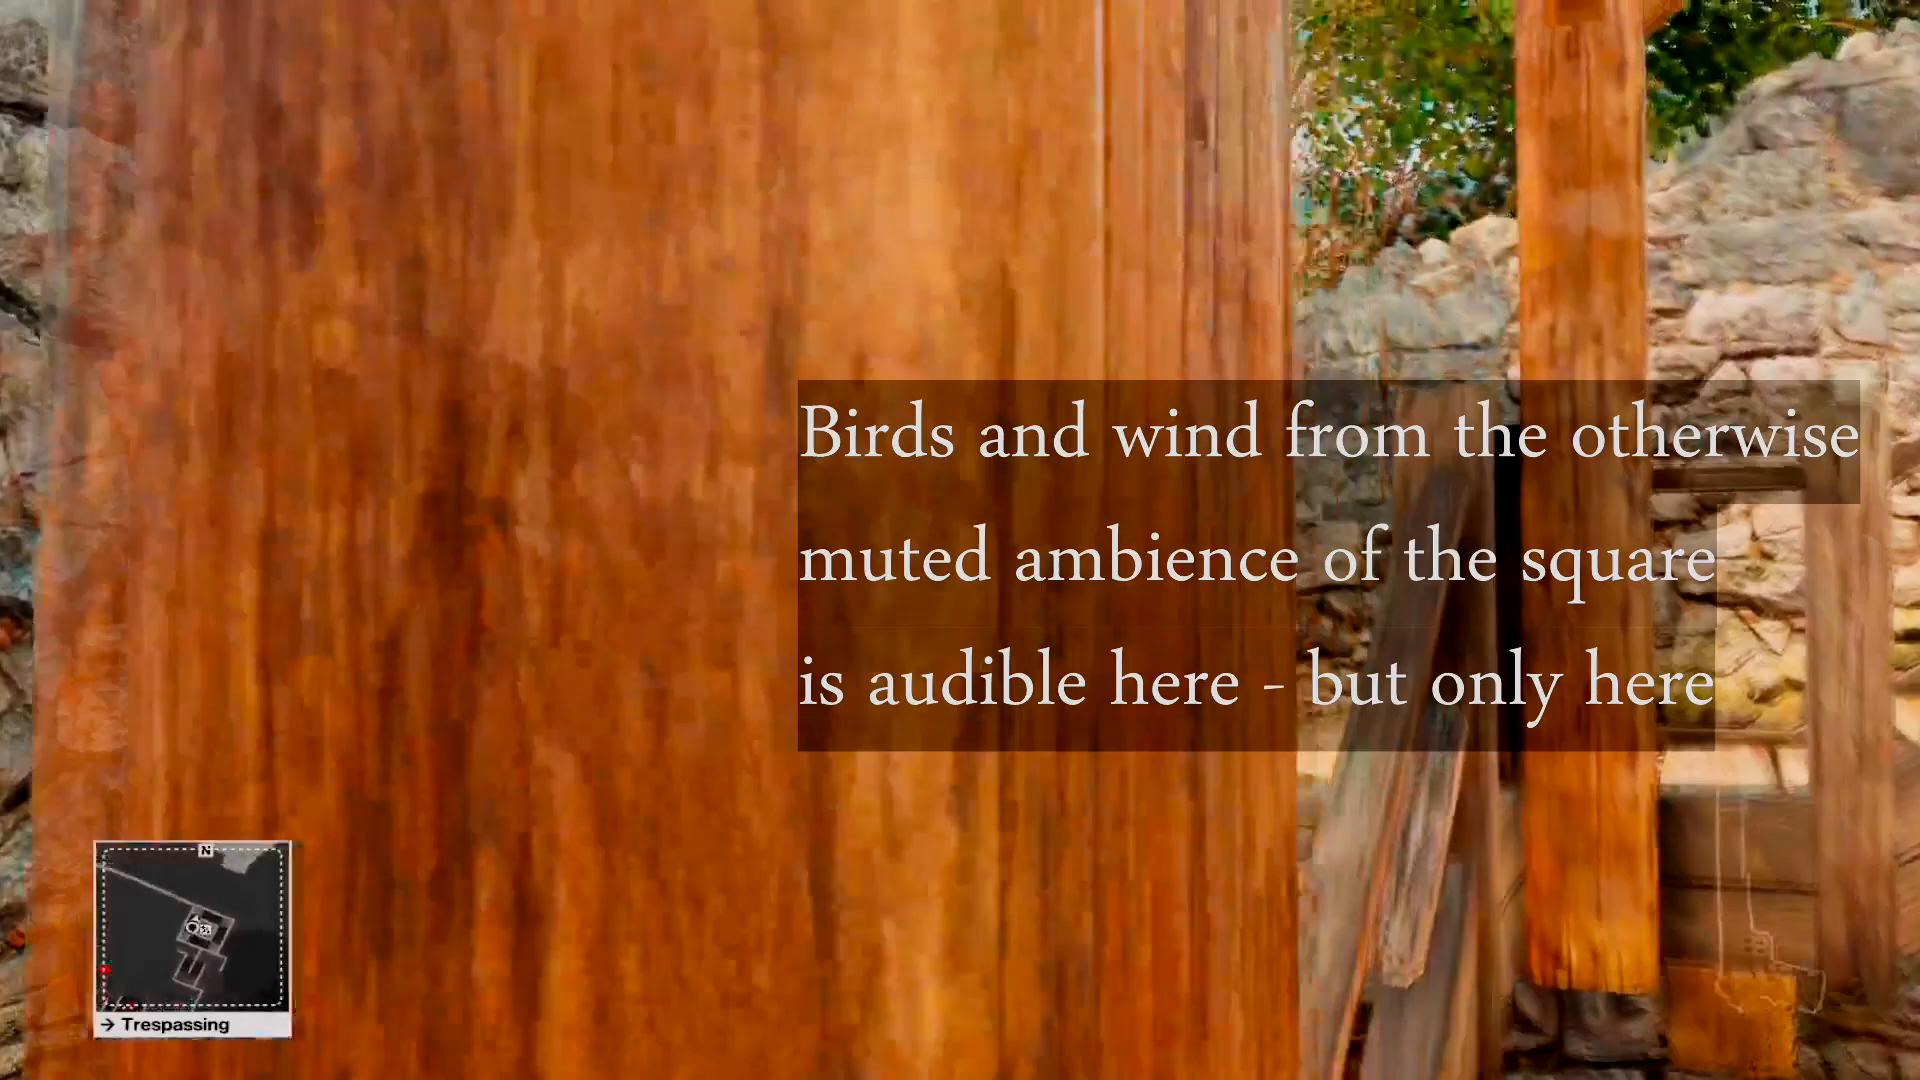 Birds and wind from the otherwise
muted ambience of the square
is audible here - but only here
N
→ Trespassing